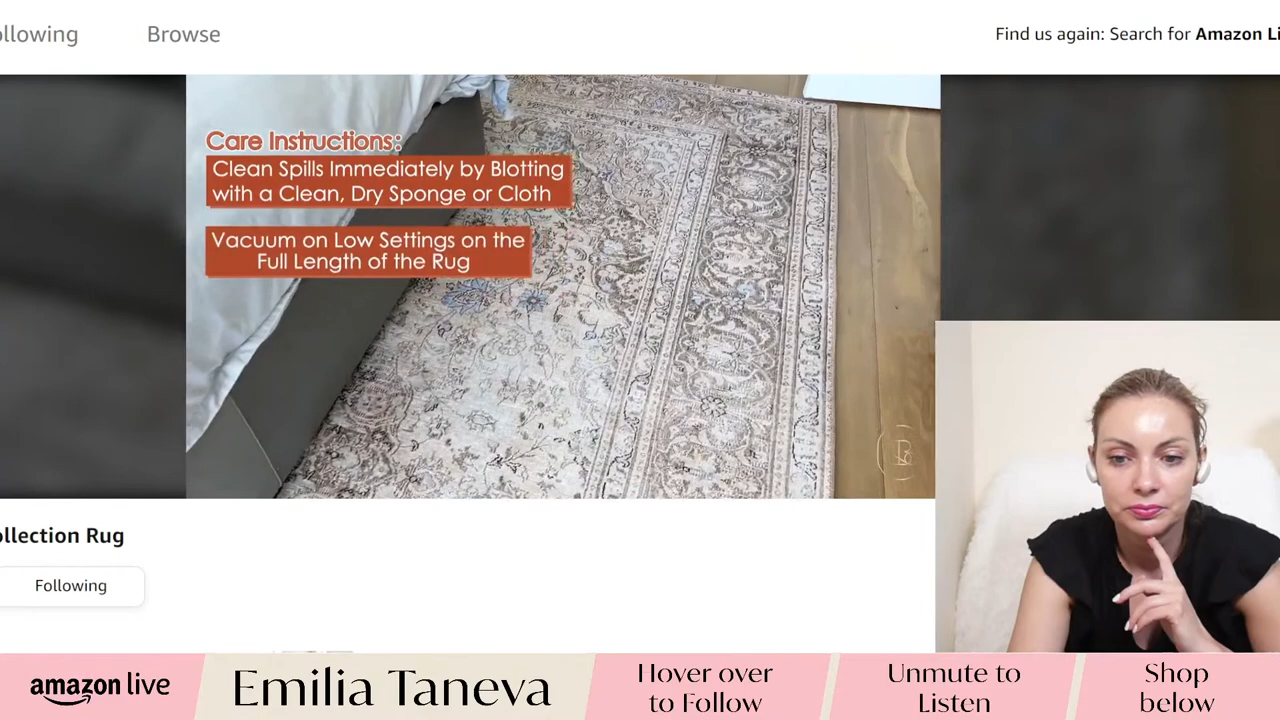 ollowing
Browse
Find us again: Search for Amazon Li
Care Instructions:
Clean Spills Immediately by Blotting
with a Clean, Dry Sponge or Cloth
Vacuum on Low Settings on the
Full Length of the Rug
ollection Rug
Following
amazon live
Emilia Taneva
Hover over
to Follow
Unmute to
Listen
Shop
below